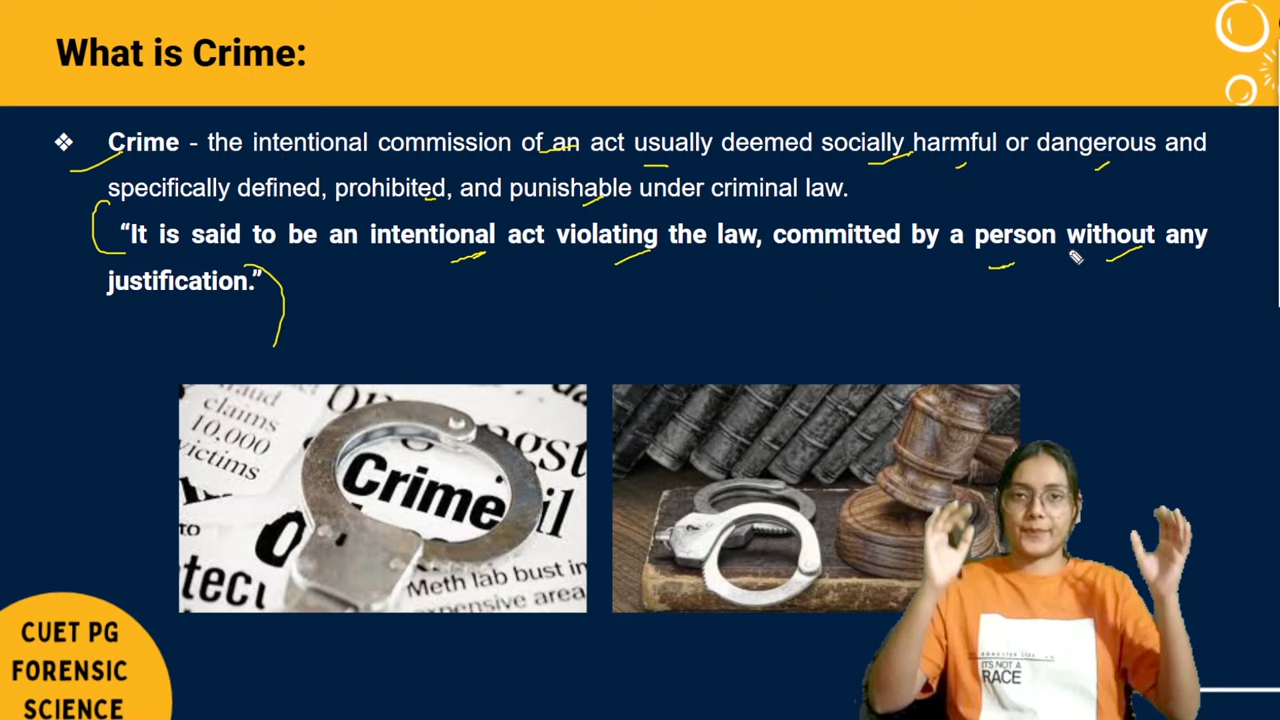 What is Crime:
❖ Crime - the intentional commission of an act usually deemed socially harmful or dangerous and
specifically defined, prohibited, and punishable under criminal law.
“It is said to be an intentional act violating the law, committed by a person without any
justification.”
claims
10,000
victims
Crime
to
Meth lab bust in
expensive area
CUET PG
FORENSIC
SCIENCE
ITS NOT A
RACE